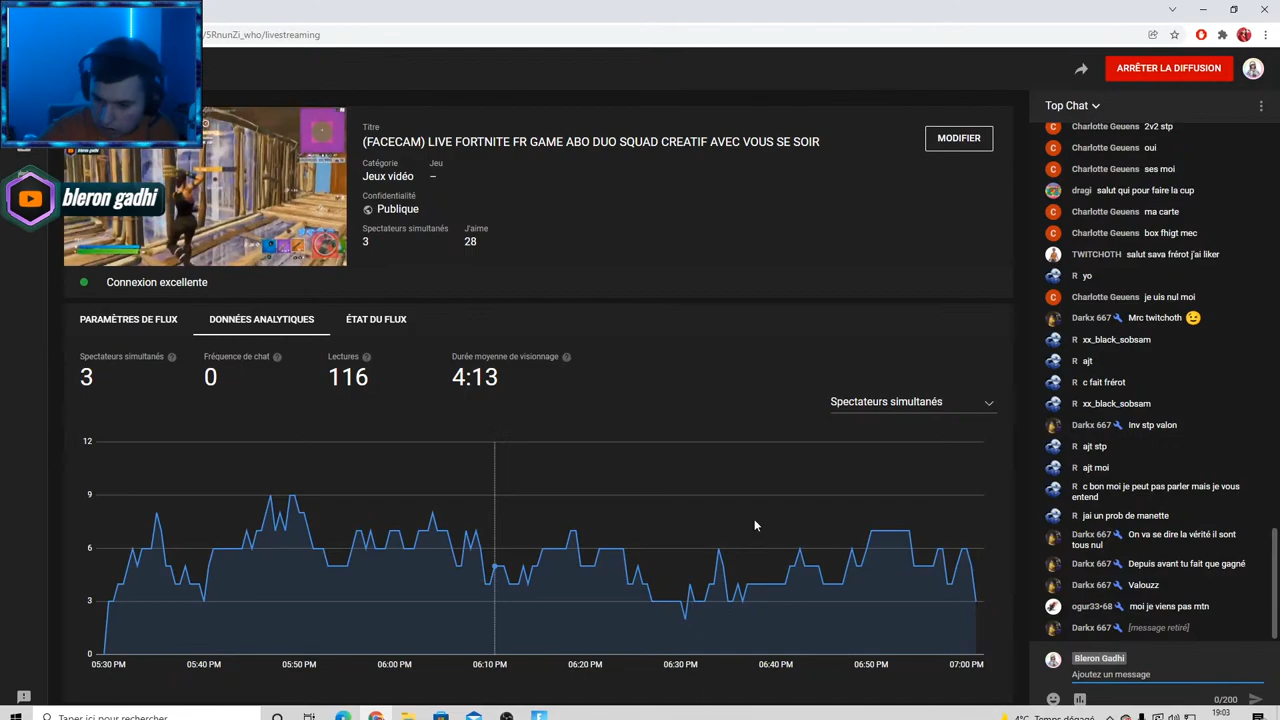 /5RnunZi_who/livestreaming
ARRÊTER LA DIFFUSION
bleron gadhi
Titre
(FACECAM) LIVE FORTNITE FR GAME ABO DUO SQUAD CREATIF AVEC VOUS SE SOIR
MODIFIER
Catégorie Jeu
Jeux vidéo –
Confidentialité
Publique
Spectateurs simultanés J'aime
3 28
Connexion excellente
PARAMÈTRES DE FLUX DONNÉES ANALYTIQUES ÉTAT DU FLUX
Spectateurs simultanés Fréquence de chat Lectures Durée moyenne de visionnage
3 0 116 4:13
Spectateurs simultanés
12
9
6
3
0
05:30 PM 05:40 PM 05:50 PM 06:00 PM 06:10 PM 06:20 PM 06:30 PM 06:40 PM 06:50 PM 07:00 PM
Top Chat
C Charlotte Geuens 2v2 stp
C Charlotte Geuens oui
C Charlotte Geuens ses moi
dragi salut qui pour faire la cup
C Charlotte Geuens ma carte
C Charlotte Geuens box fhigt mec
TWITCHOTH salut sava frérot j'ai liker
R yo
C Charlotte Geuens je uis nul moi
Darkx 667 Mrc twitchoth 😉
R xx_black_sobsam
R ajt
R c fait frérot
R xx_black_sobsam
Darkx 667 Inv stp valon
R ajt stp
R ajt moi
R c bon moi je peut pas parler mais je vous
entend
R jai un prob de manette
Darkx 667 On va se dire la vérité il sont
tous nul
Darkx 667 Depuis avant tu fait que gagné
Darkx 667 Valouzz
ogur33•68 moi je viens pas mtn
Darkx 667 [message retiré]
Bleron Gadhi
Ajoutez un message
0/200
Taper ici pour rechercher
4°C Temps dégagé
19:03